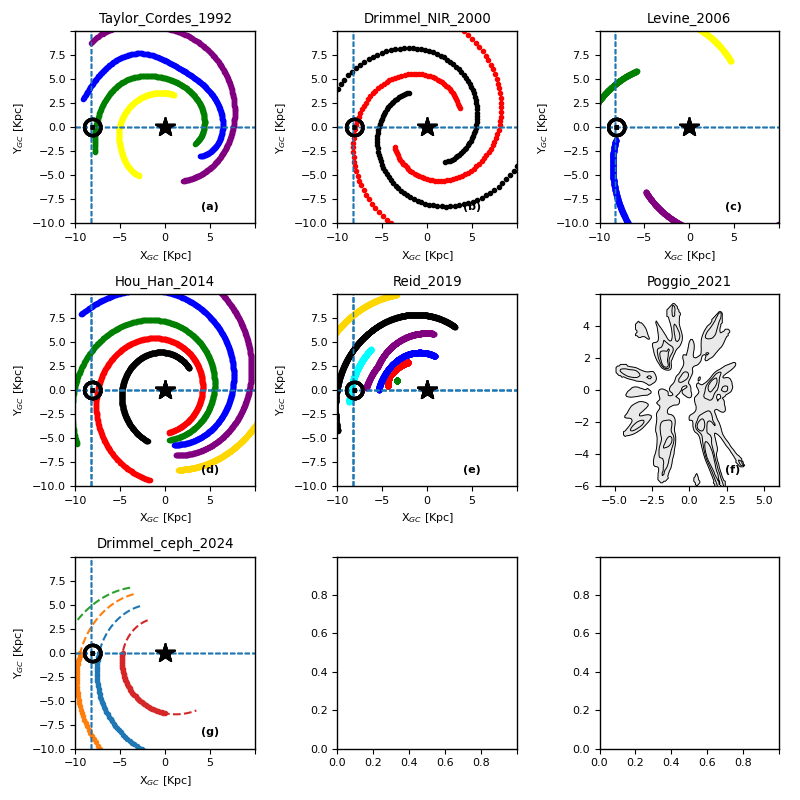 Taylor_Cordes_1992
Drimmel_NIR_2000
Levine_2006
7.5
5.0
2.5
0.0
−2.5
−5.0
−7.5
−10.0
Y_GC [Kpc]
(a)
−10 −5 0 5
X_GC [Kpc]
7.5
5.0
2.5
0.0
−2.5
−5.0
−7.5
−10.0
Y_GC [Kpc]
(b)
−10 −5 0 5
X_GC [Kpc]
7.5
5.0
2.5
0.0
−2.5
−5.0
−7.5
−10.0
Y_GC [Kpc]
(c)
−10 −5 0 5
X_GC [Kpc]
Hou_Han_2014
Reid_2019
Poggio_2021
7.5
5.0
2.5
0.0
−2.5
−5.0
−7.5
−10.0
Y_GC [Kpc]
(d)
−10 −5 0 5
X_GC [Kpc]
7.5
5.0
2.5
0.0
−2.5
−5.0
−7.5
−10.0
Y_GC [Kpc]
(e)
−10 −5 0 5
X_GC [Kpc]
4
2
0
−2
−4
−6
(f)
−5.0 −2.5 0.0 2.5 5.0
Drimmel_ceph_2024
7.5
5.0
2.5
0.0
−2.5
−5.0
−7.5
−10.0
Y_GC [Kpc]
(g)
−10 −5 0 5
X_GC [Kpc]
0.8
0.6
0.4
0.2
0.0
0.0 0.2 0.4 0.6 0.8
0.8
0.6
0.4
0.2
0.0
0.0 0.2 0.4 0.6 0.8